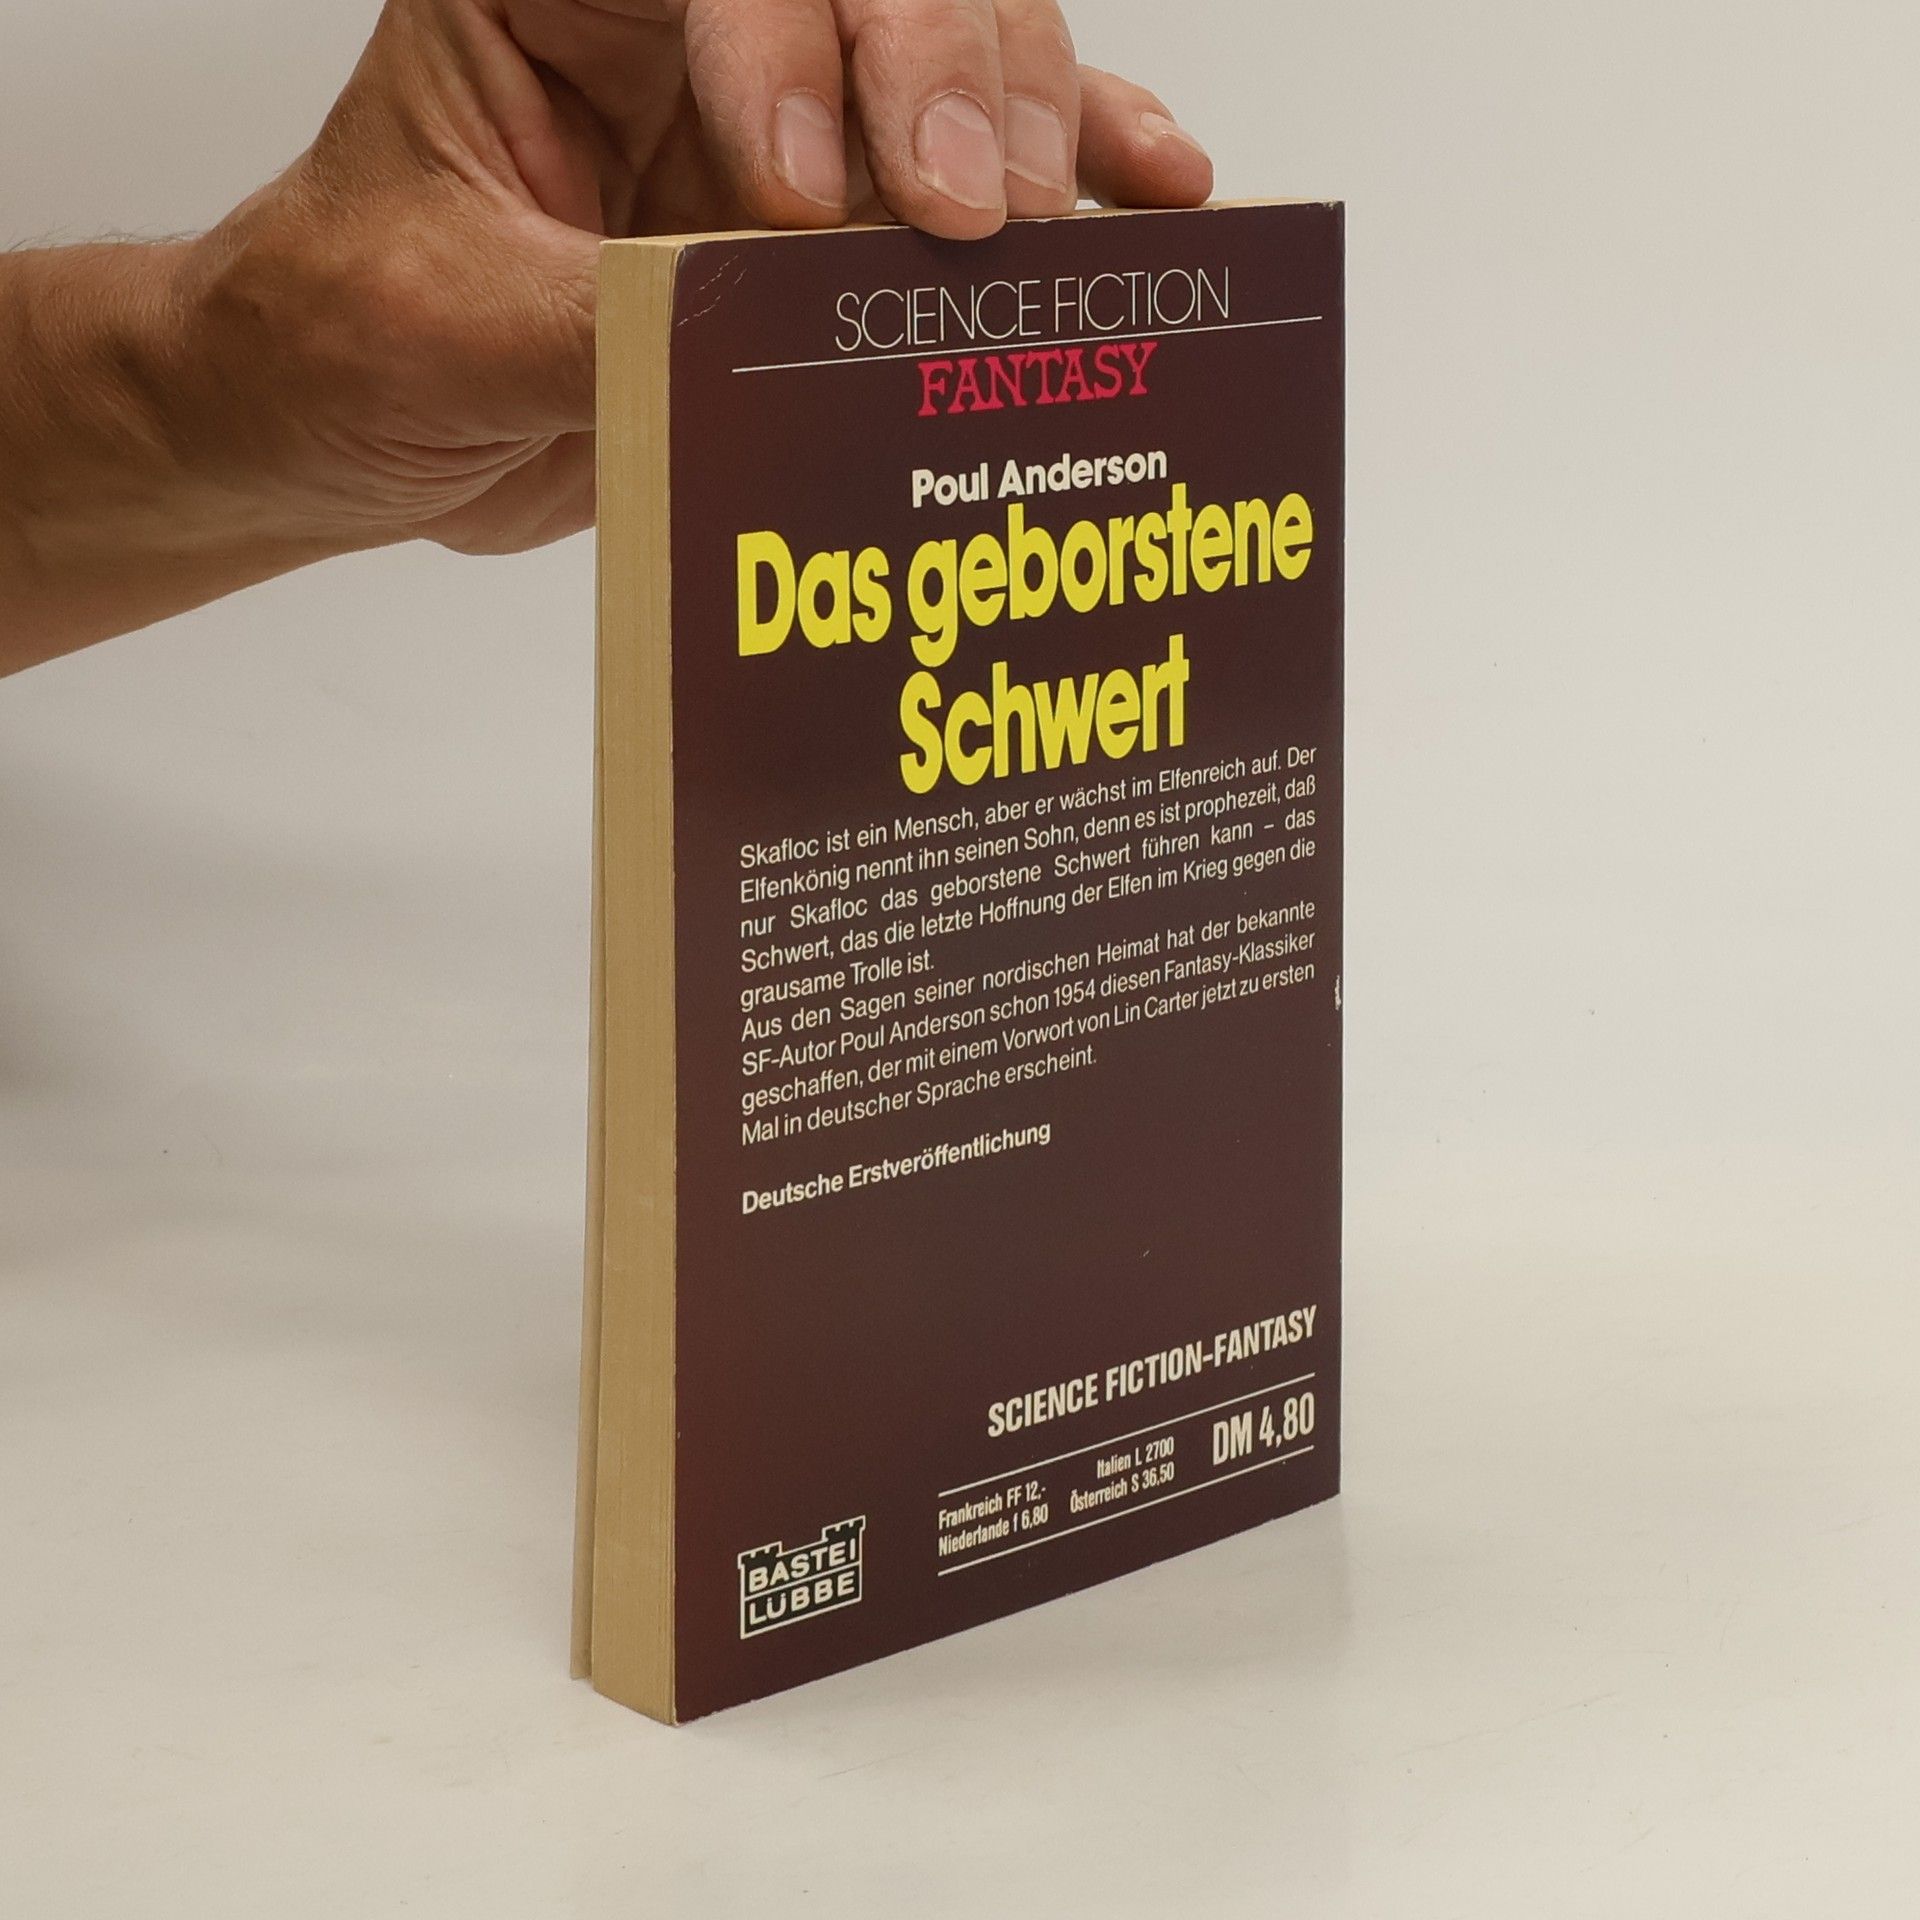 SCIENCE FICTION
FANTASY
Poul Anderson
Das geborstene
Schwert
Skafloc ist ein Mensch, aber er wächst im Elfenreich auf. Der
Elfenkönig nennt ihn seinen Sohn, denn es ist prophezeit, daß
nur Skafloc das geborstene Schwert führen kann – das
Schwert, das die letzte Hoffnung der Elfen im Krieg gegen die
grausame Trolle ist.
Aus den Sagen seiner nordischen Heimat hat der bekannte
SF-Autor Poul Anderson schon 1954 diesen Fantasy-Klassiker
geschaffen, der mit einem Vorwort von Lin Carter jetzt zu ersten
Mal in deutscher Sprache erscheint.
Deutsche Erstveröffentlichung
SCIENCE FICTION-FANTASY
Frankreich FF 12,- Italien L 2700 DM 4,80
Niederlande f 6,80 Österreich S 36,50
BASTEI
LÜBBE